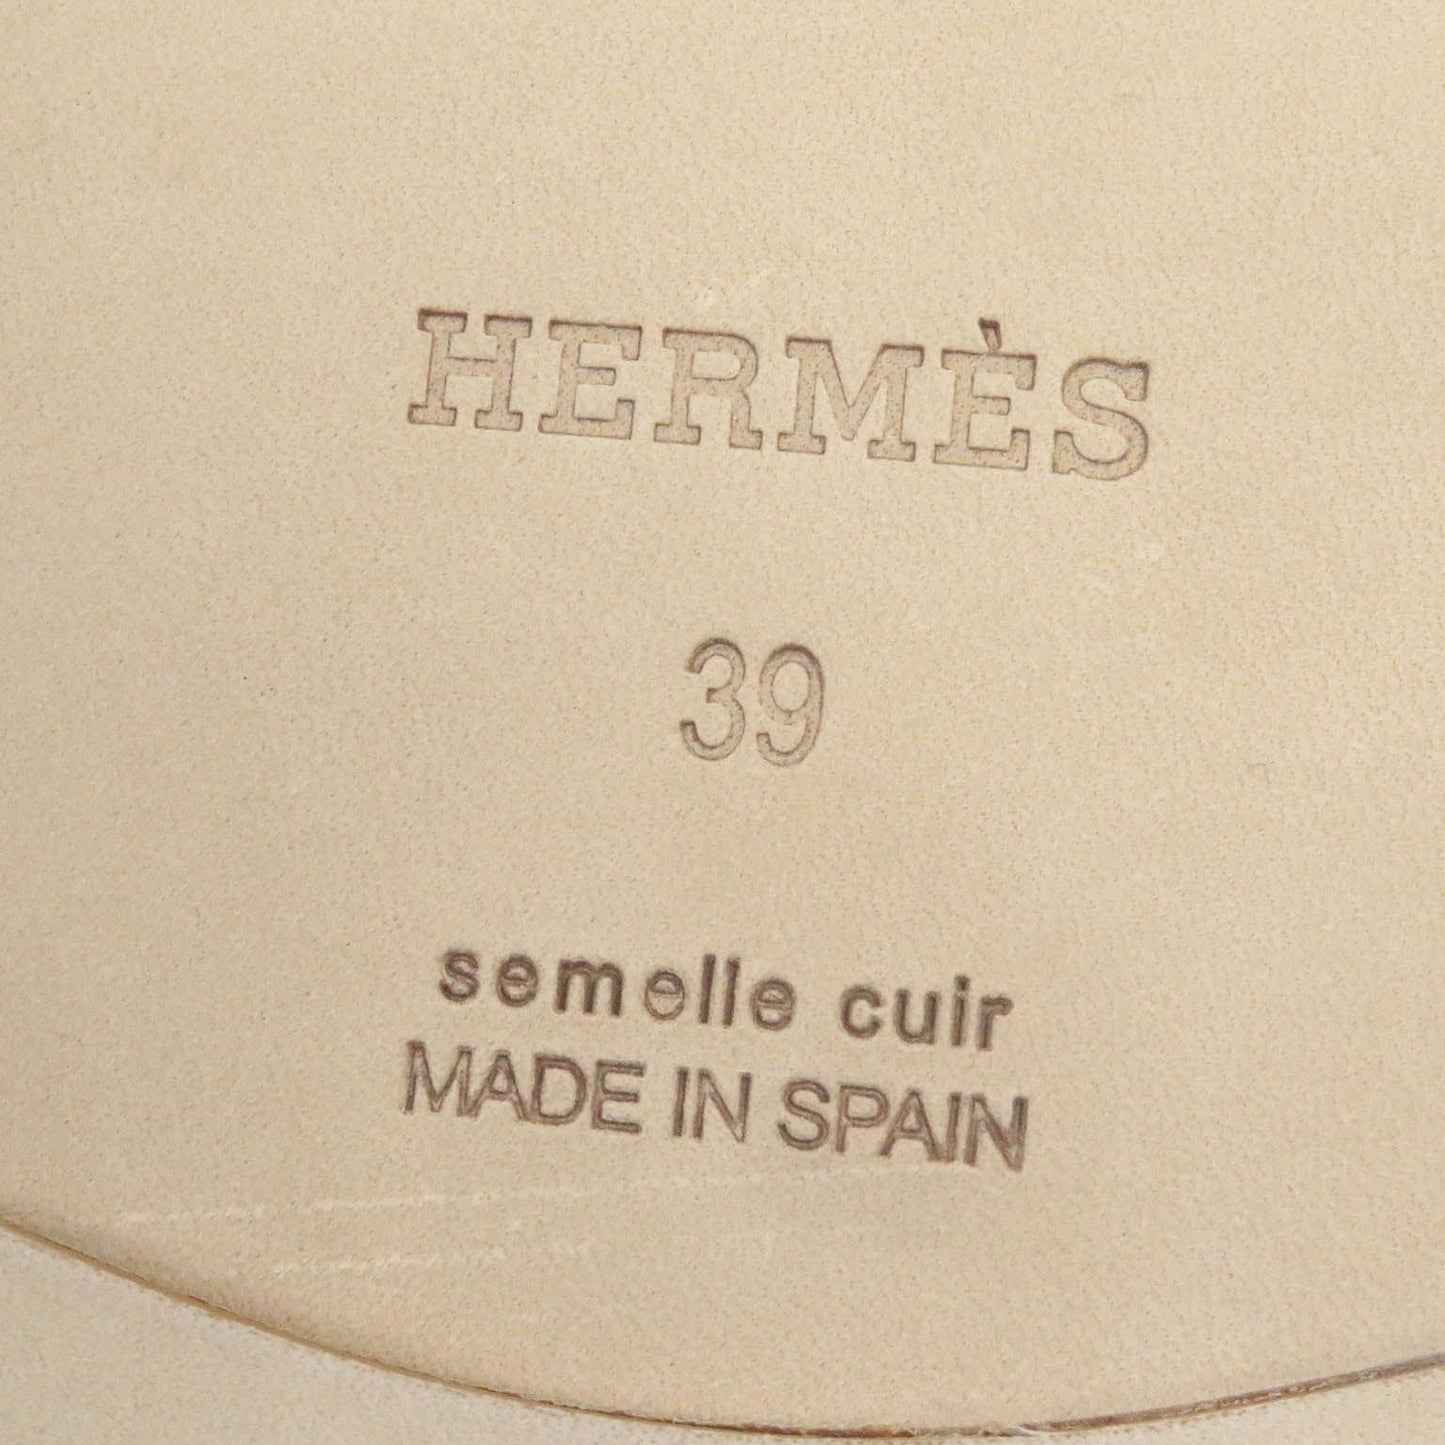 HERMÈS
39
semelle cuir
MADE IN SPAIN